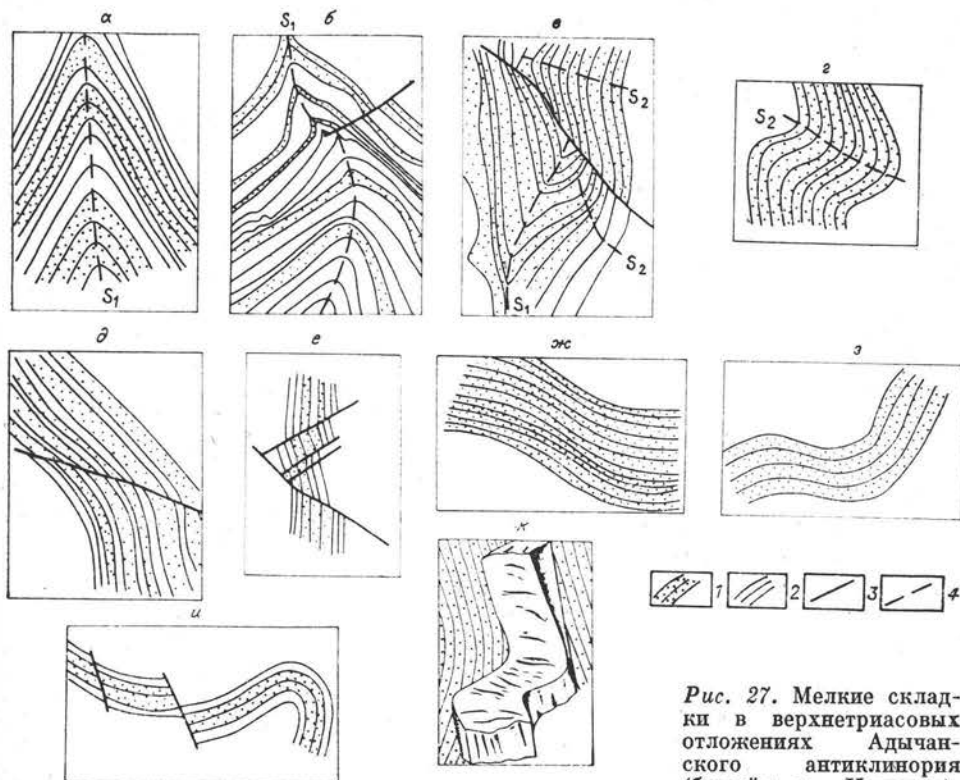 а
S₁ б
в
г
S₁
S₂
S₂
S₁
S₂
д
е
ж
з
и
к
1 2 3 4
Рис. 27. Мелкие склад-
ки в верхнетриасовых
отложениях Адычан-
ского антиклинория